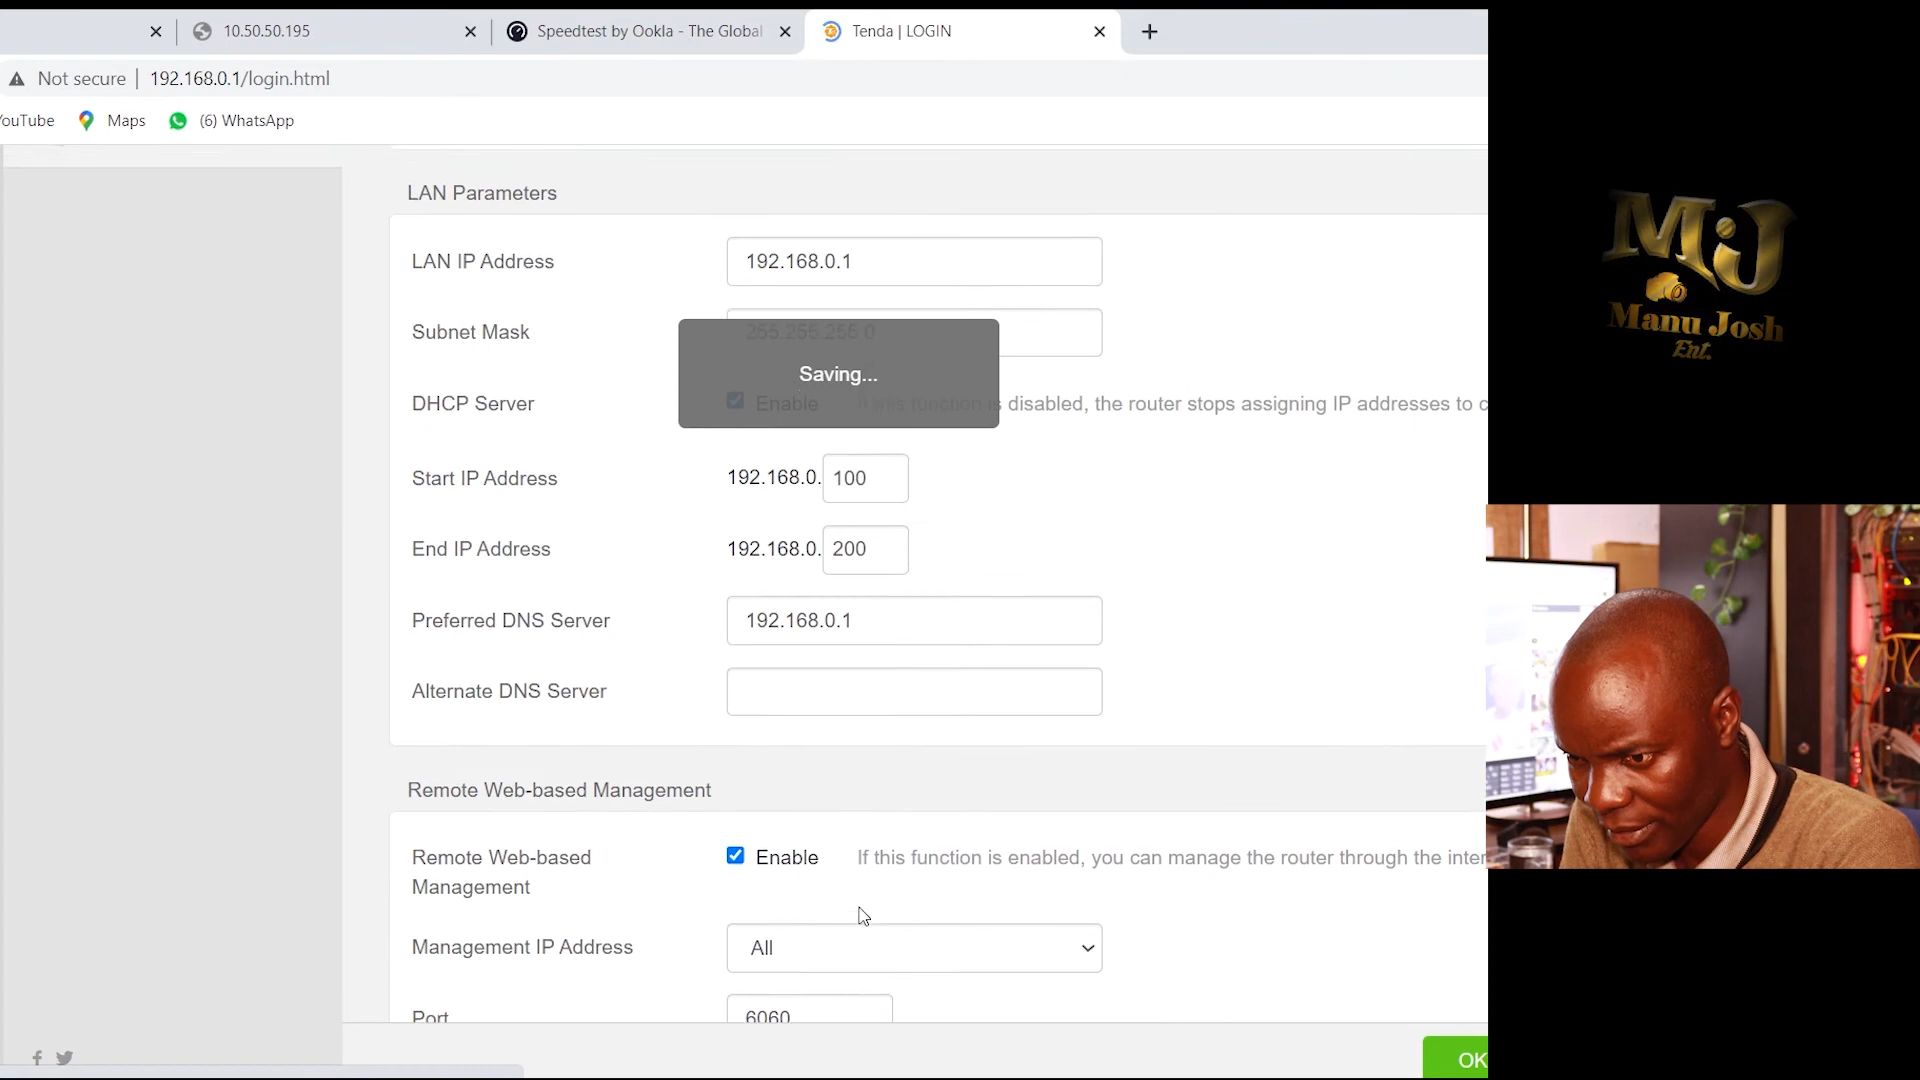 10.50.50.195
Speedtest by Ookla - The Global
Tenda | LOGIN
Not secure
192.168.0.1/login.html
YouTube
Maps
(6) WhatsApp
LAN Parameters
LAN IP Address
192.168.0.1
Subnet Mask
255.255.255.0
Saving...
DHCP Server
Enable
If this function is disabled, the router stops assigning IP addresses to c
Start IP Address
192.168.0.
100
End IP Address
192.168.0.
200
Preferred DNS Server
192.168.0.1
Alternate DNS Server
Remote Web-based Management
Remote Web-based
Management
Enable
If this function is enabled, you can manage the router through the inter
Management IP Address
All
Port
6060
OK
MJ
Manu Josh
Ent.